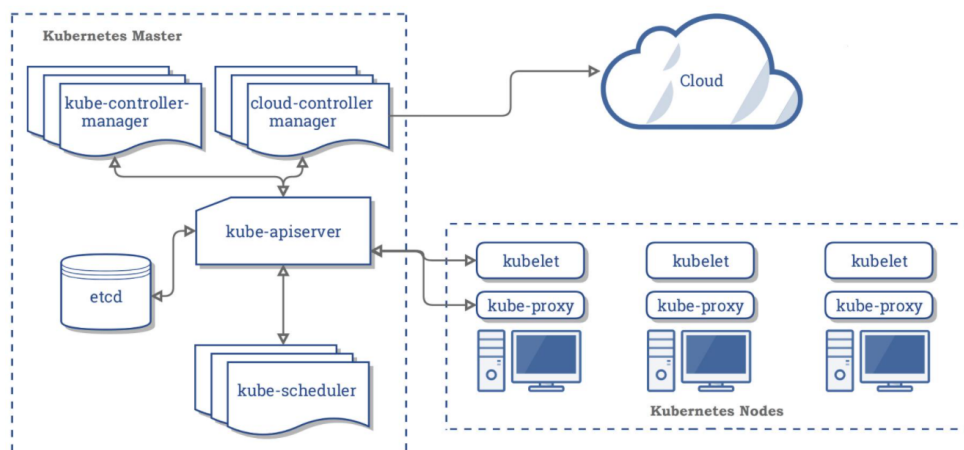 Kubernetes Master
kube-controller-
manager
cloud-controller
manager
Cloud
kube-apiserver
etcd
kube-scheduler
kubelet
kubelet
kubelet
kube-proxy
kube-proxy
kube-proxy
Kubernetes Nodes